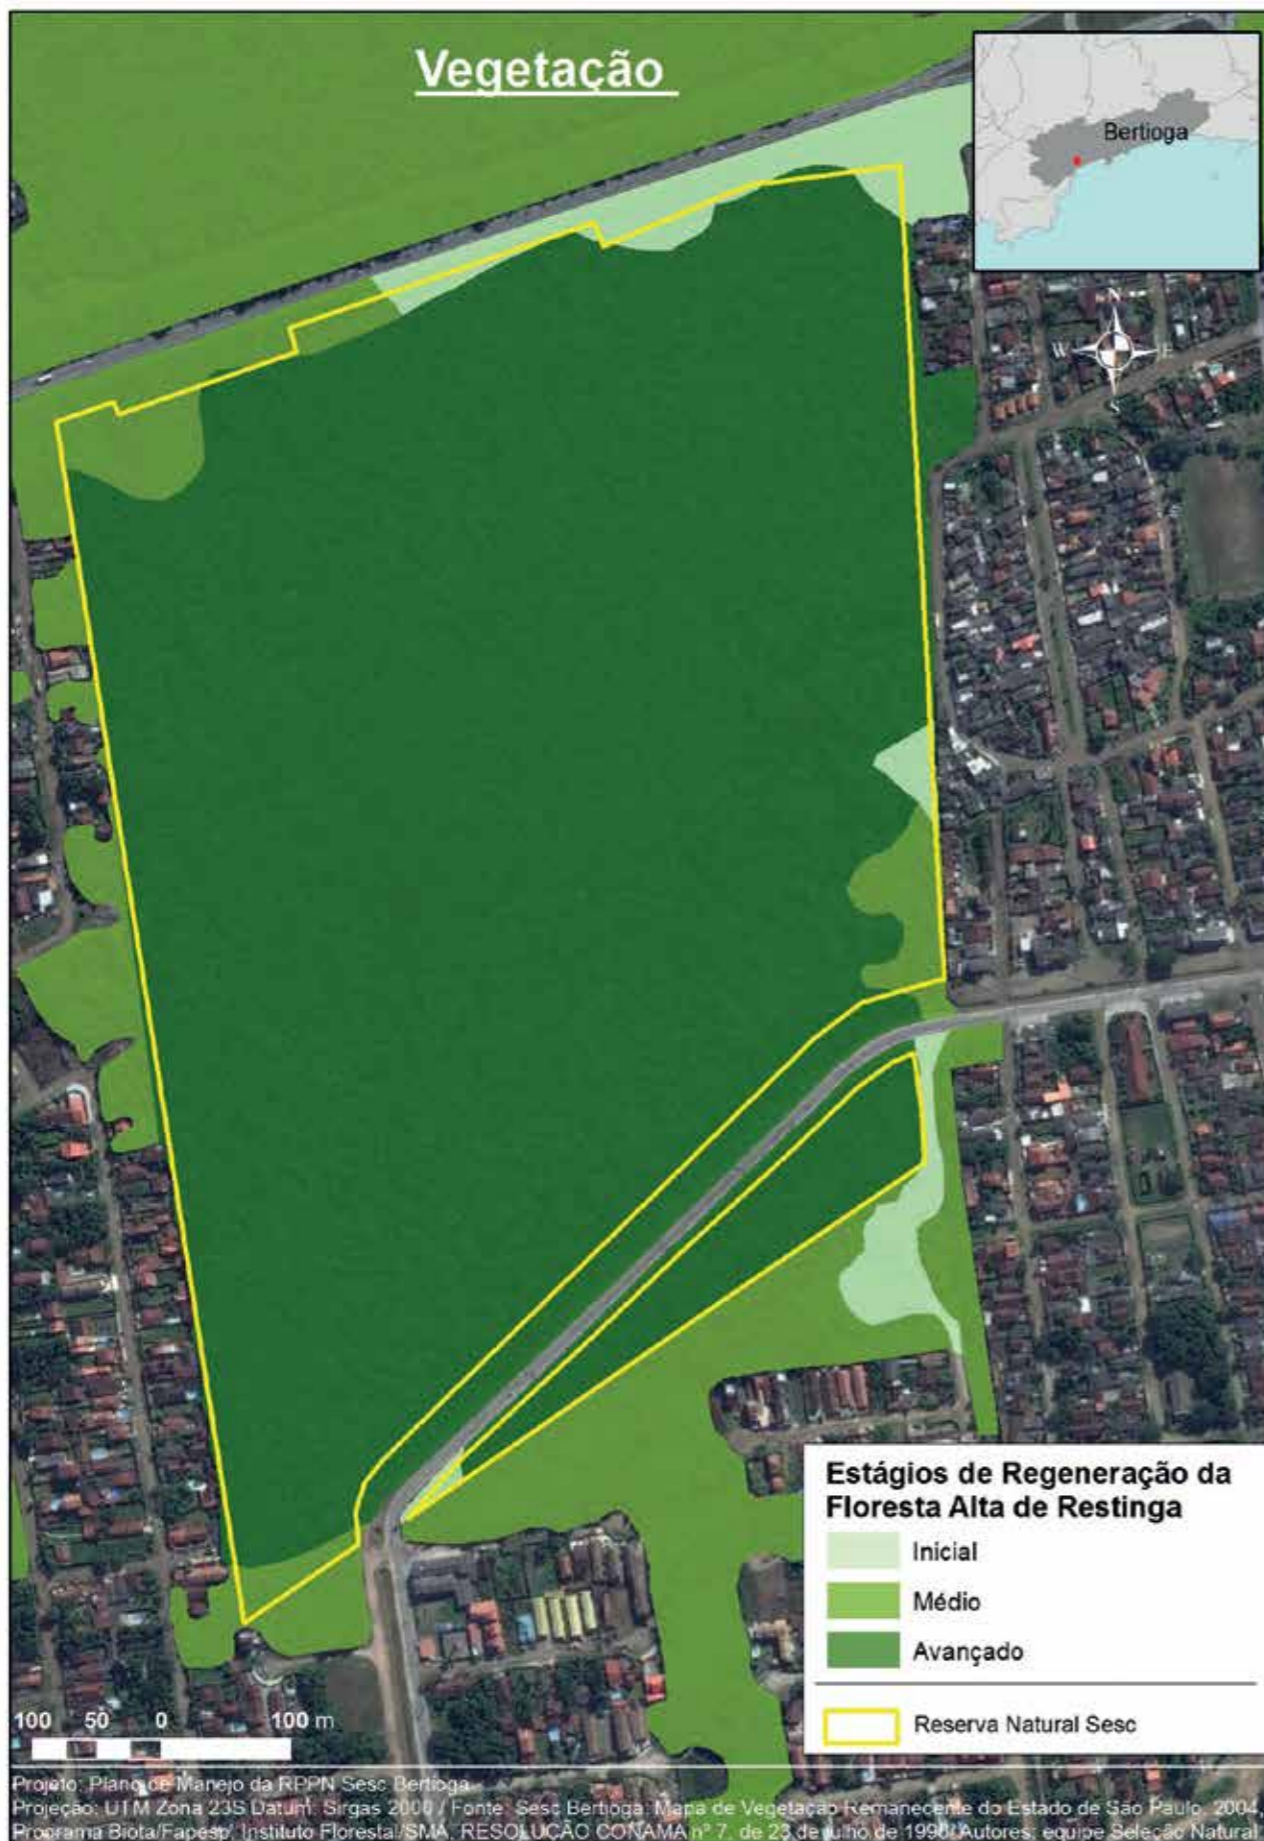 Vegetação
Bertioga
N
W
E
S
Estágios de Regeneração da
Floresta Alta de Restinga
Inicial
Médio
Avançado
Reserva Natural Sesc
100 50 0 100 m
Projeto: Plano de Manejo da RPPN Sesc Bertioga
Projeção: UTM Zona 23S Datum: Sirgas 2000 / Fonte: Sesc Bertioga: Mapa de Vegetação Remanecente do Estado de São Paulo, 2004,
Programa Biota/Fapesp, Instituto Florestal/SMA, RESOLUÇÃO CONAMA nº 7, de 23 de julho de 1996/ Autores: equipe Seleção Natural